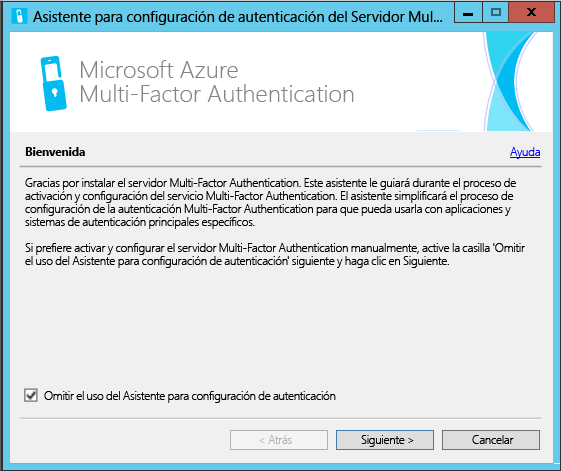 Asistente para configuración de autenticación del Servidor Mul...
Microsoft Azure
Multi-Factor Authentication
Bienvenida
Ayuda
Gracias por instalar el servidor Multi-Factor Authentication. Este asistente le guiará durante el proceso de
activación y configuración del servicio Multi-Factor Authentication. El asistente simplificará el proceso de
configuración de la autenticación Multi-Factor Authentication para que pueda usarla con aplicaciones y
sistemas de autenticación principales específicos.
Si prefiere activar y configurar el servidor Multi-Factor Authentication manualmente, active la casilla 'Omitir
el uso del Asistente para configuración de autenticación' siguiente y haga clic en Siguiente.
Omitir el uso del Asistente para configuración de autenticación
< Atrás
Siguiente >
Cancelar